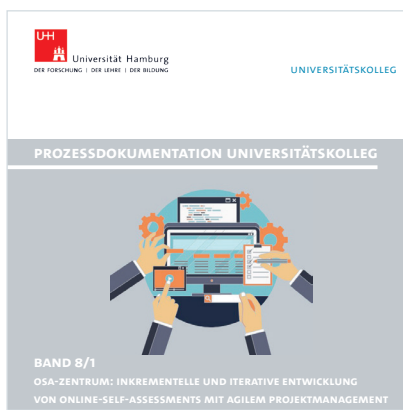 UH
Universität Hamburg
DER FORSCHUNG | DER LEHRE | DER BILDUNG
UNIVERSITÄTSKOLLEG
PROZESSDOKUMENTATION UNIVERSITÄTSKOLLEG
BAND 8/1
OSA-ZENTRUM: INKREMENTELLE UND ITERATIVE ENTWICKLUNG
VON ONLINE-SELF-ASSESSMENTS MIT AGILEM PROJEKTMANAGEMENT